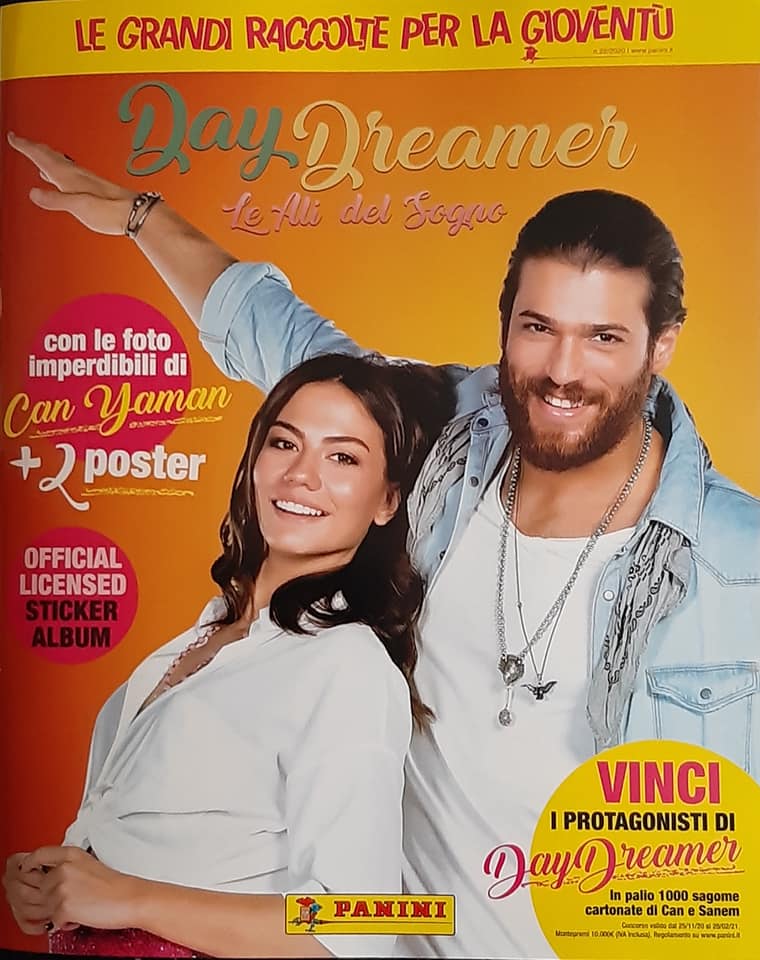 LE GRANDI RACCOLTE PER LA GIOVENTÙ
n.22/2020 | www.panini.it
DayDreamer
Le Ali del Sogno
con le foto
imperdibili di
Can Yaman
+2 poster
OFFICIAL
LICENSED
STICKER
ALBUM
VINCI
I PROTAGONISTI DI
DayDreamer
In palio 1000 sagome
cartonate di Can e Sanem
Concorso valido dal 25/11/20 al 28/02/21.
Montepremi 10.000€ (IVA inclusa). Regolamento su www.panini.it
PANINI